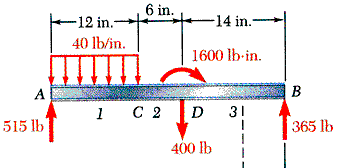 6 in.
12 in. 14 in.
40 lb/in. 1600 lb·in.
A B
1 C 2 D 3
515 lb 365 lb
400 lb